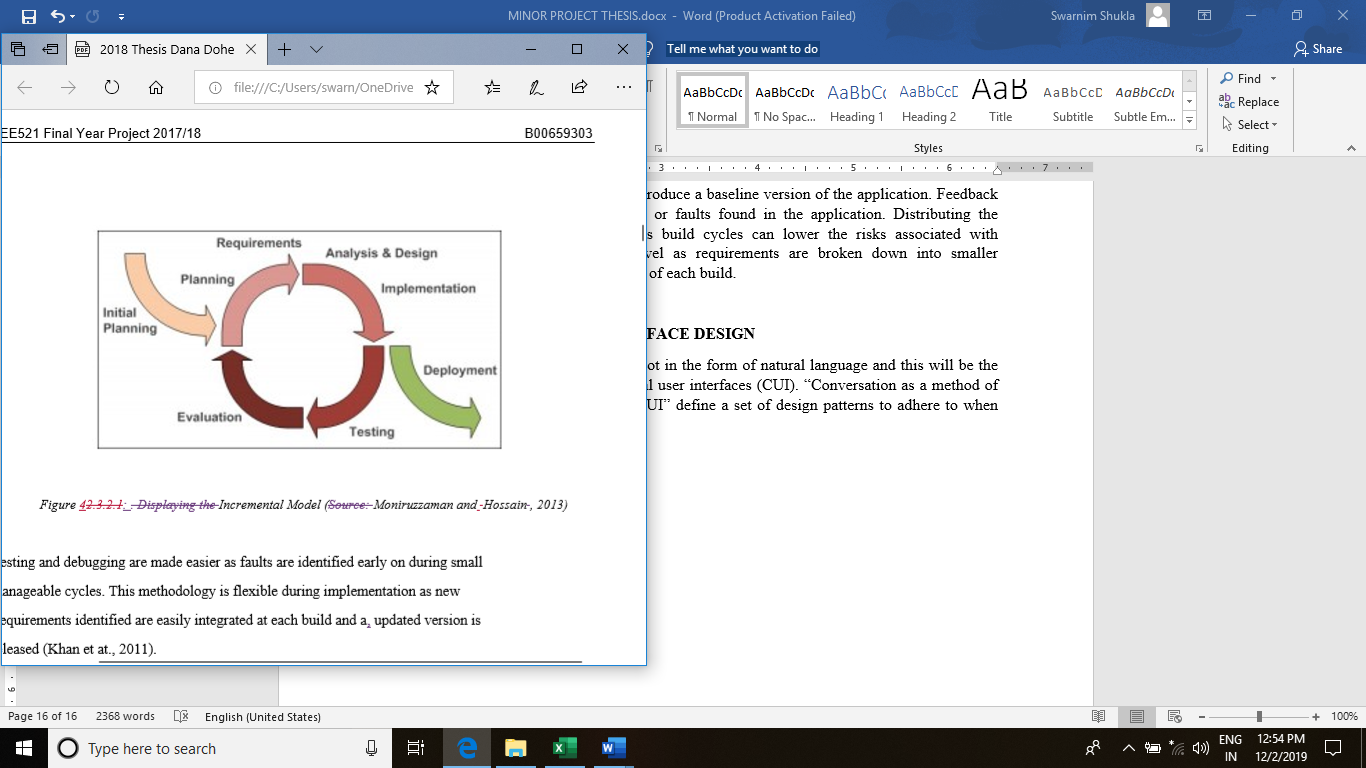 MINOR PROJECT THESIS.docx - Word (Product Activation Failed)
Swarnim Shukla
2018 Thesis Dana Dohe
Tell me what you want to do
Share
file:///C:/Users/swarn/OneDrive
AaBbCcDc AaBbCcDc AaBbCc AaBbCcD AaB AaBbCcD AaBbCcDc
¶ Normal ¶ No Spac... Heading 1 Heading 2 Title Subtitle Subtle Em...
Find
Replace
Select
Styles
Editing
EE521 Final Year Project 2017/18 B00659303
3 4 5 6 7
Requirements
Analysis & Design
Planning
Implementation
Initial
Planning
Deployment
Evaluation
Testing
Figure 42.3.2.1: . Displaying the Incremental Model (Source: Moniruzzaman and -Hossain-, 2013)
esting and debugging are made easier as faults are identified early on during small
anageable cycles. This methodology is flexible during implementation as new
equirements identified are easily integrated at each build and a, updated version is
leased (Khan et at., 2011).
roduce a baseline version of the application. Feedback
or faults found in the application. Distributing the
s build cycles can lower the risks associated with
vel as requirements are broken down into smaller
of each build.
FACE DESIGN
ot in the form of natural language and this will be the
l user interfaces (CUI). “Conversation as a method of
UI” define a set of design patterns to adhere to when
6
Page 16 of 16 2368 words English (United States) 100%
Type here to search
ENG
IN
12:54 PM
12/2/2019